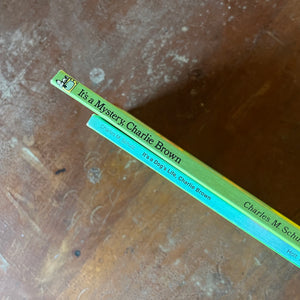 It's a Mystery, Charlie Brown
Charles M. Schu
It's a Dog's Life, Charlie Brown